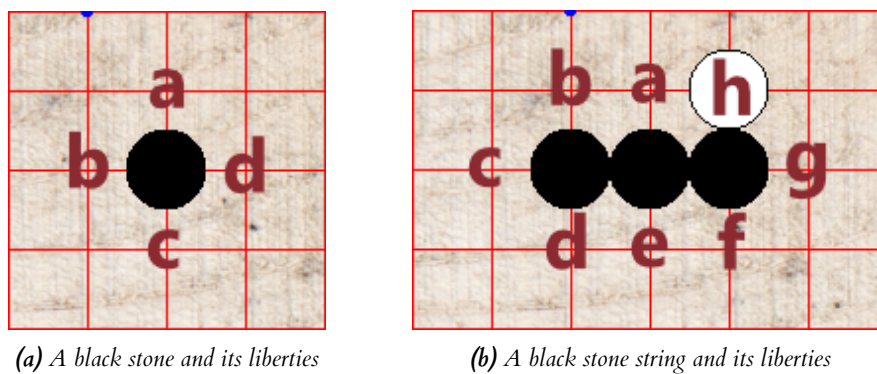 a
b d
c
b a h
c g
d e f
(a) A black stone and its liberties
(b) A black stone string and its liberties